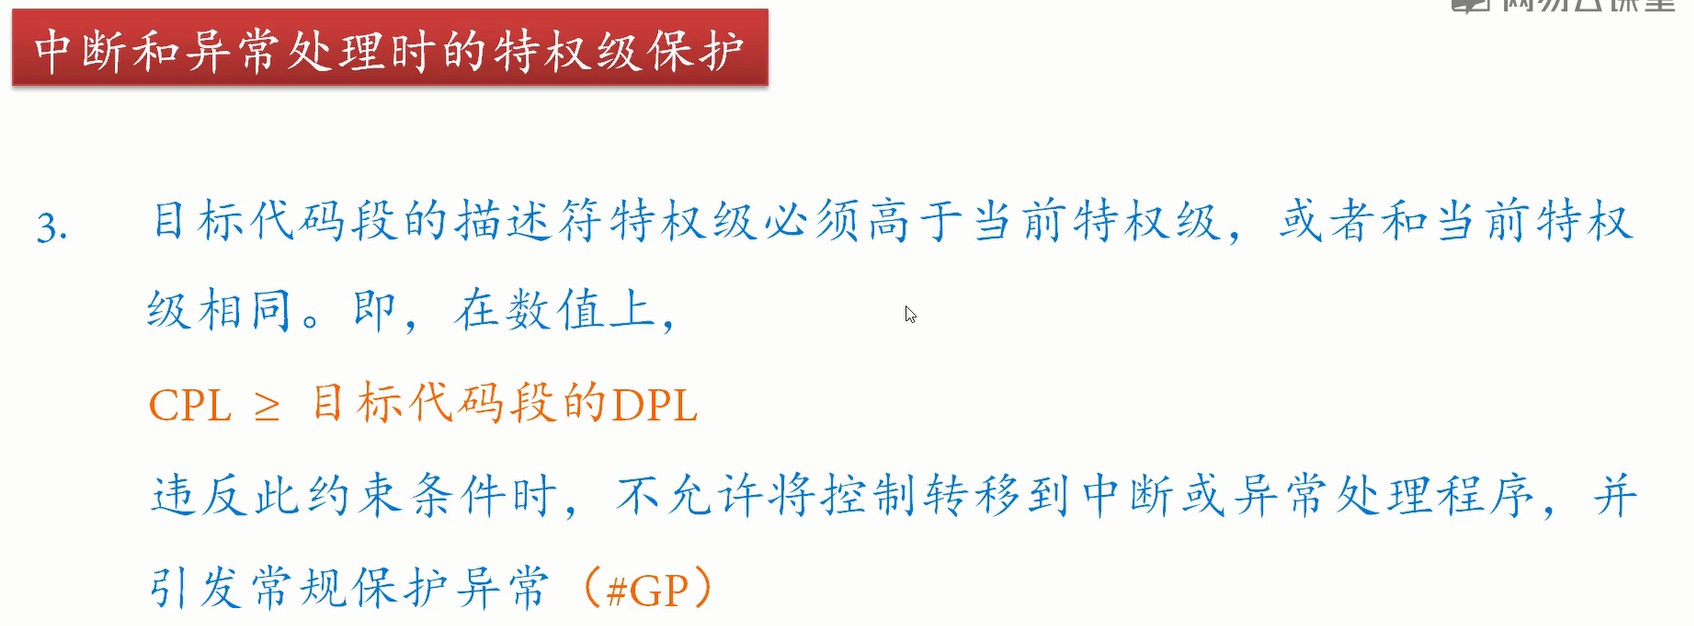 网易云课堂
中断和异常处理时的特权级保护
3. 目标代码段的描述符特权级必须高于当前特权级，或者和当前特权
级相同。即，在数值上，
CPL ≥ 目标代码段的DPL
违反此约束条件时，不允许将控制转移到中断或异常处理程序，并
引发常规保护异常（#GP）